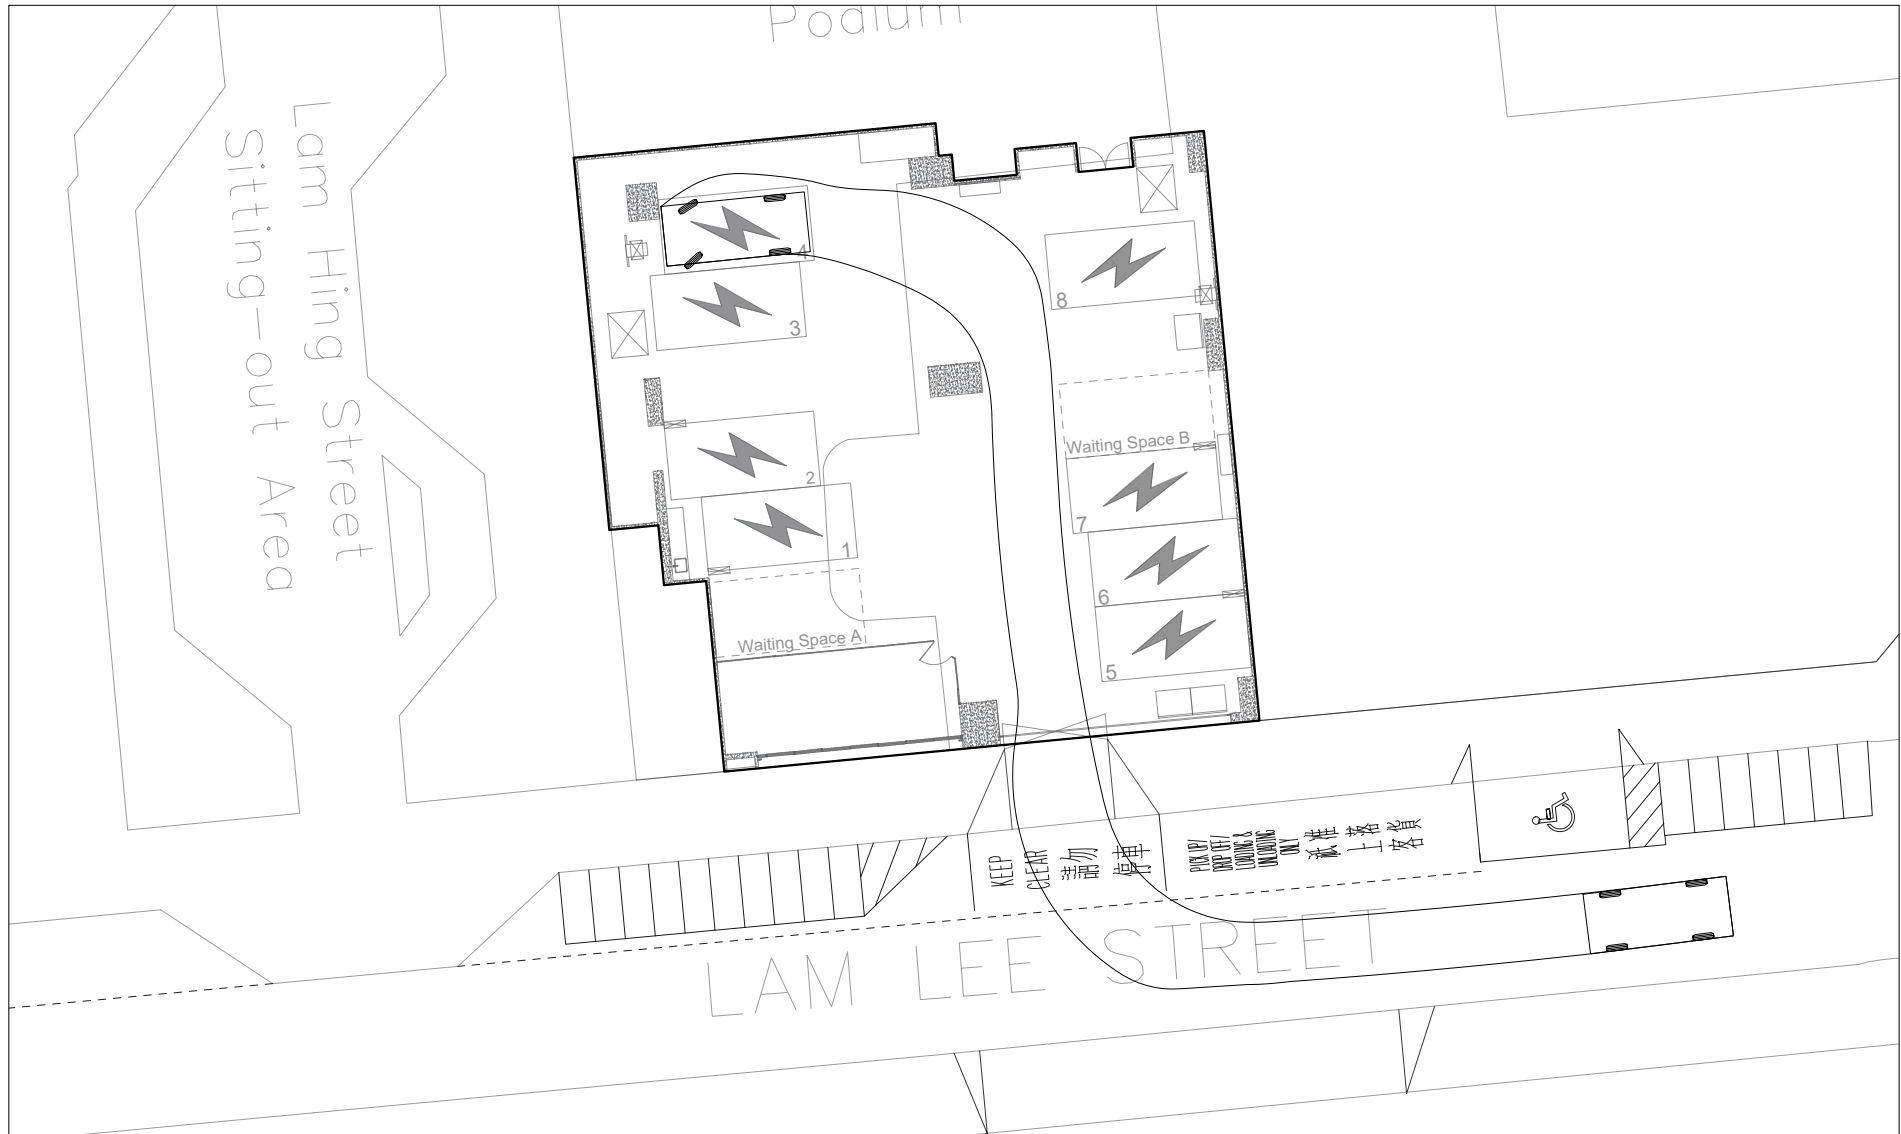 Podium
Lam Hing Street
Sitting-out Area
4
3
2
1
8
Waiting Space B
7
6
5
Waiting Space A
KEEP
CLEAR
請勿
停車
PICK UP/
DROP OFF/
LOADING &
UNLOADING
ONLY
祇准
上落
客貨
LAM LEE STREET